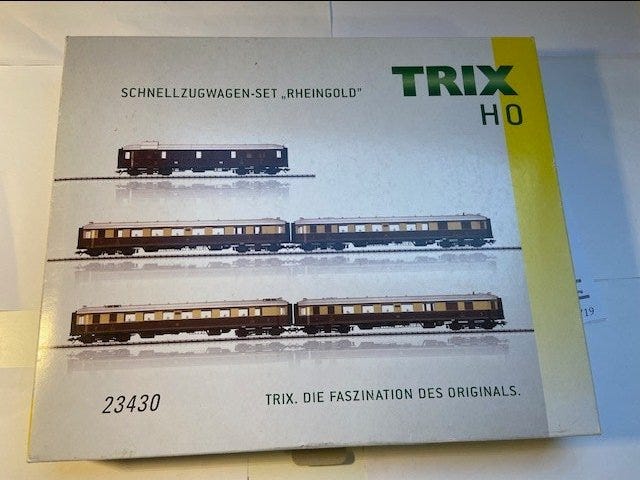 SCHNELLZUGWAGEN-SET „RHEINGOLD"
TRIX
H0
23430
TRIX. DIE FASZINATION DES ORIGINALS.